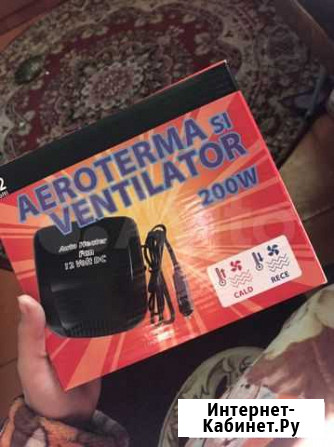 AEROTERMA SI
VENTILATOR
200W
Auto Heater
Fan
12 Volt DC
CALD
RECE
Интернет-
Кабинет.Ру